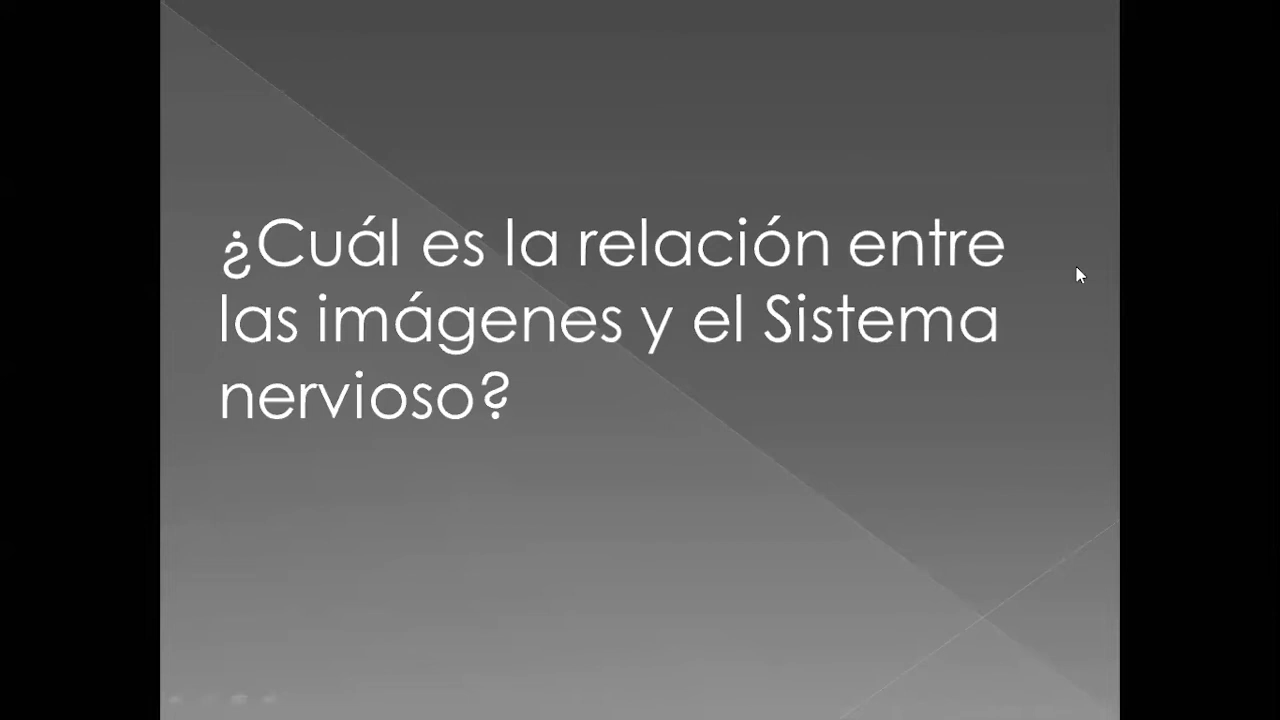 ¿Cuál es la relación entre
las imágenes y el Sistema
nervioso?